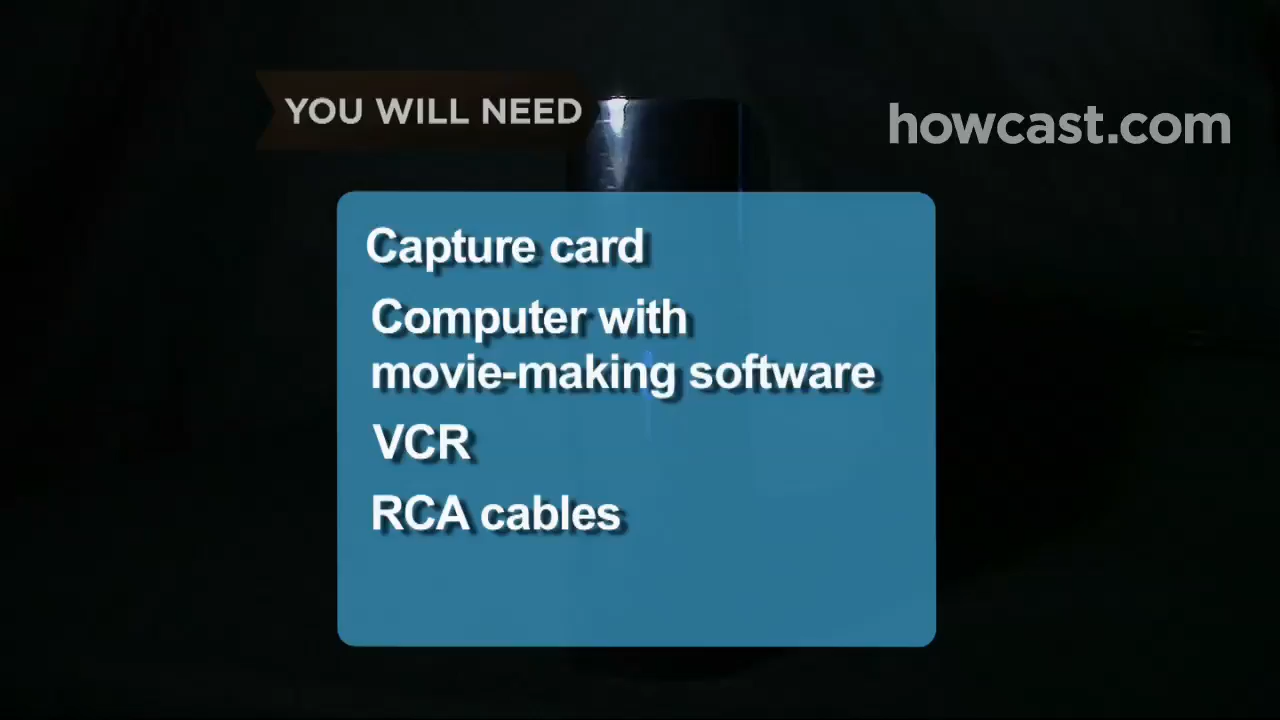 YOU WILL NEED
howcast.com
Capture card
Computer with
movie-making software
VCR
RCA cables